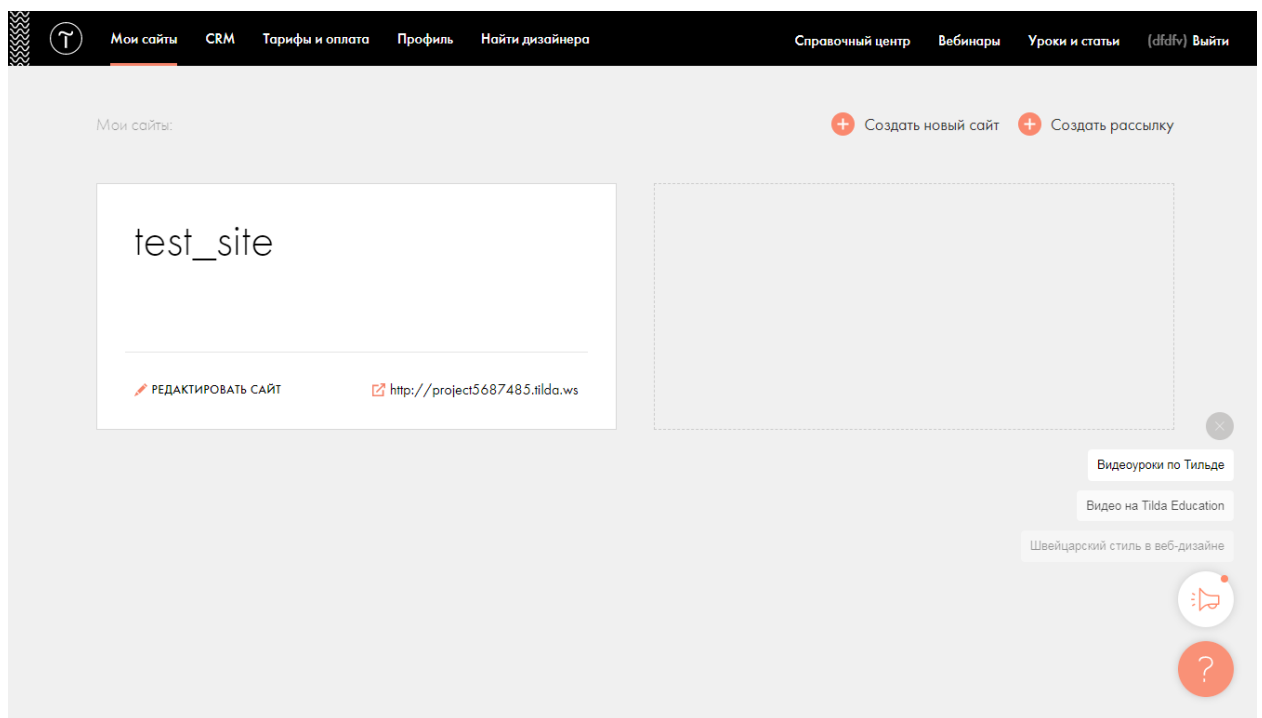 Мои сайты CRM Тарифы и оплата Профиль Найти дизайнера Справочный центр Вебинары Уроки и статьи (dfdfv) Выйти
Мои сайты: Создать новый сайт Создать рассылку
test_site
РЕДАКТИРОВАТЬ САЙТ http://project5687485.tilda.ws
Видеоуроки по Тильде
Видео на Tilda Education
Швейцарский стиль в веб-дизайне
?